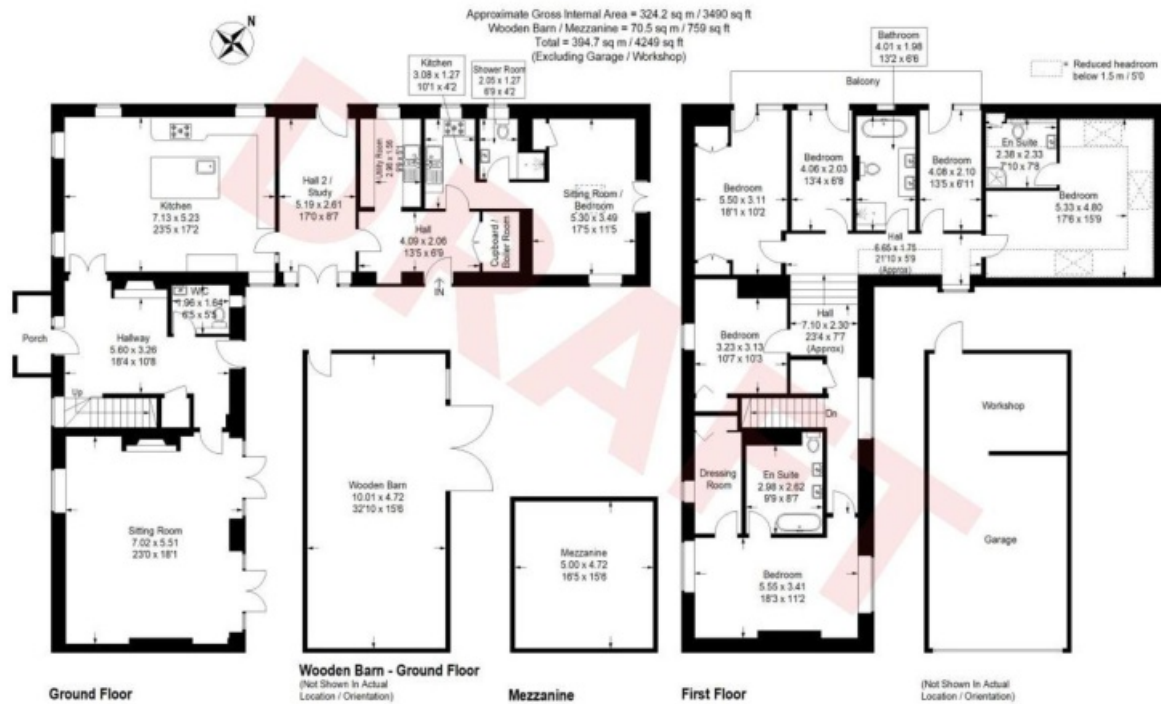 Approximate Gross Internal Area = 324.2 sq m / 3490 sq ft
Wooden Barn / Mezzanine = 70.5 sq m / 759 sq ft
Total = 394.7 sq m / 4249 sq ft
(Excluding Garage / Workshop)
N
Kitchen
3.08 x 1.27
10'1 x 4'2
Shower Room
2.05 x 1.27
6'9 x 4'2
Bathroom
4.01 x 1.98
13'2 x 6'6
Balcony
= Reduced headroom
below 1.5 m / 5'0
Kitchen
7.13 x 5.23
23'5 x 17'2
Hall 2 /
Study
5.19 x 2.61
17'0 x 8'7
Utility Room
Hall
4.09 x 2.06
13'5 x 6'9
Cupboard /
Boiler Room
Sitting Room /
Bedroom
5.30 x 3.49
17'5 x 11'5
IN
WC
1.96 x 1.64
6'5 x 5'5
Porch
Hallway
5.60 x 3.26
18'4 x 10'8
Up
Sitting Room
7.02 x 5.51
23'0 x 18'1
Ground Floor
Wooden Barn
10.01 x 4.72
32'10 x 15'6
Wooden Barn - Ground Floor
(Not Shown In Actual
Location / Orientation)
Mezzanine
5.00 x 4.72
16'5 x 15'6
Mezzanine
Bedroom
5.50 x 3.11
18'1 x 10'2
Bedroom
4.06 x 2.03
13'4 x 6'8
Bedroom
4.08 x 2.10
13'5 x 6'11
En Suite
2.38 x 2.33
7'10 x 7'8
Bedroom
5.33 x 4.80
17'6 x 15'9
Hall
6.65 x 1.75
21'10 x 5'9
(Approx)
Hall
7.10 x 2.30
23'4 x 7'7
(Approx)
Bedroom
3.23 x 3.13
10'7 x 10'3
Dn
Dressing
Room
En Suite
2.98 x 2.62
9'9 x 8'7
Bedroom
5.55 x 3.41
18'3 x 11'2
First Floor
Workshop
Garage
(Not Shown In Actual
Location / Orientation)
DRAFT